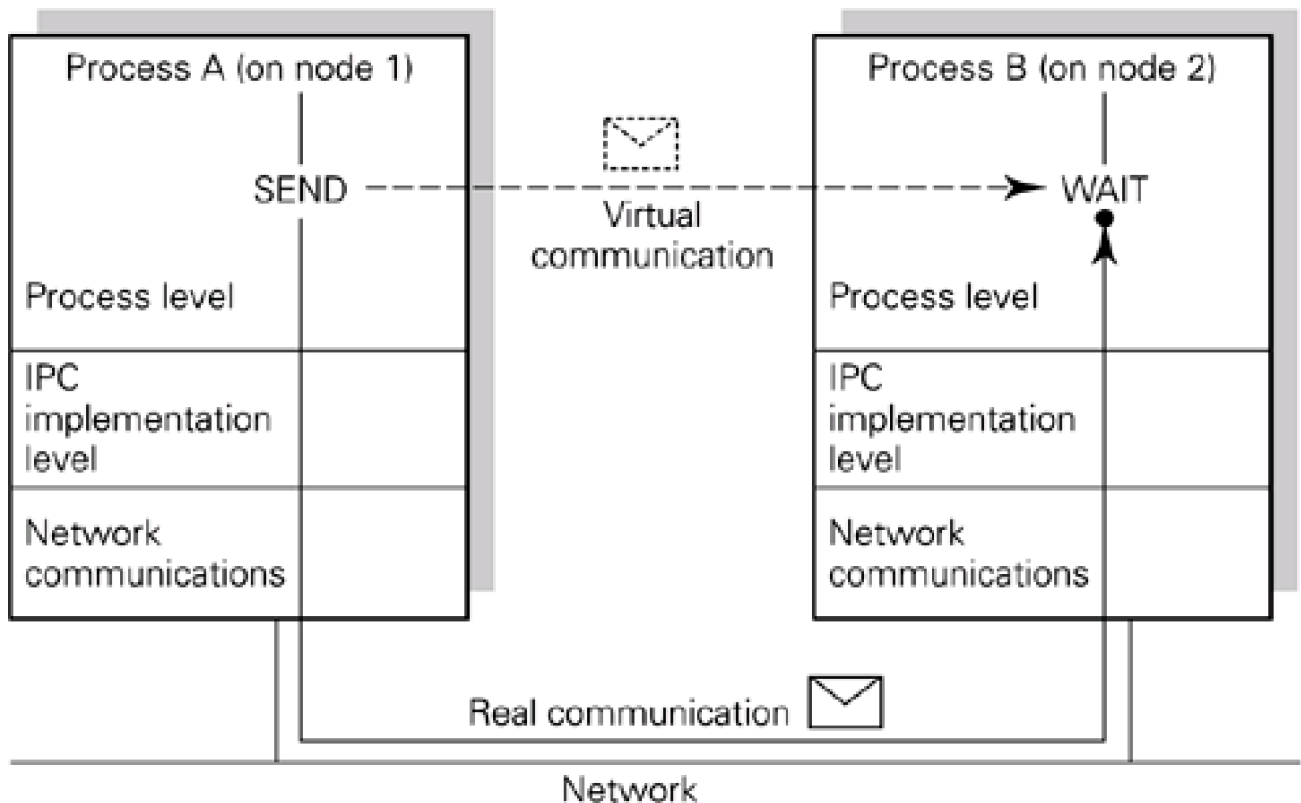 Process A (on node 1)
SEND
Process level
IPC
implementation
level
Network
communications
Virtual
communication
Process B (on node 2)
WAIT
Process level
IPC
implementation
level
Network
communications
Real communication
Network